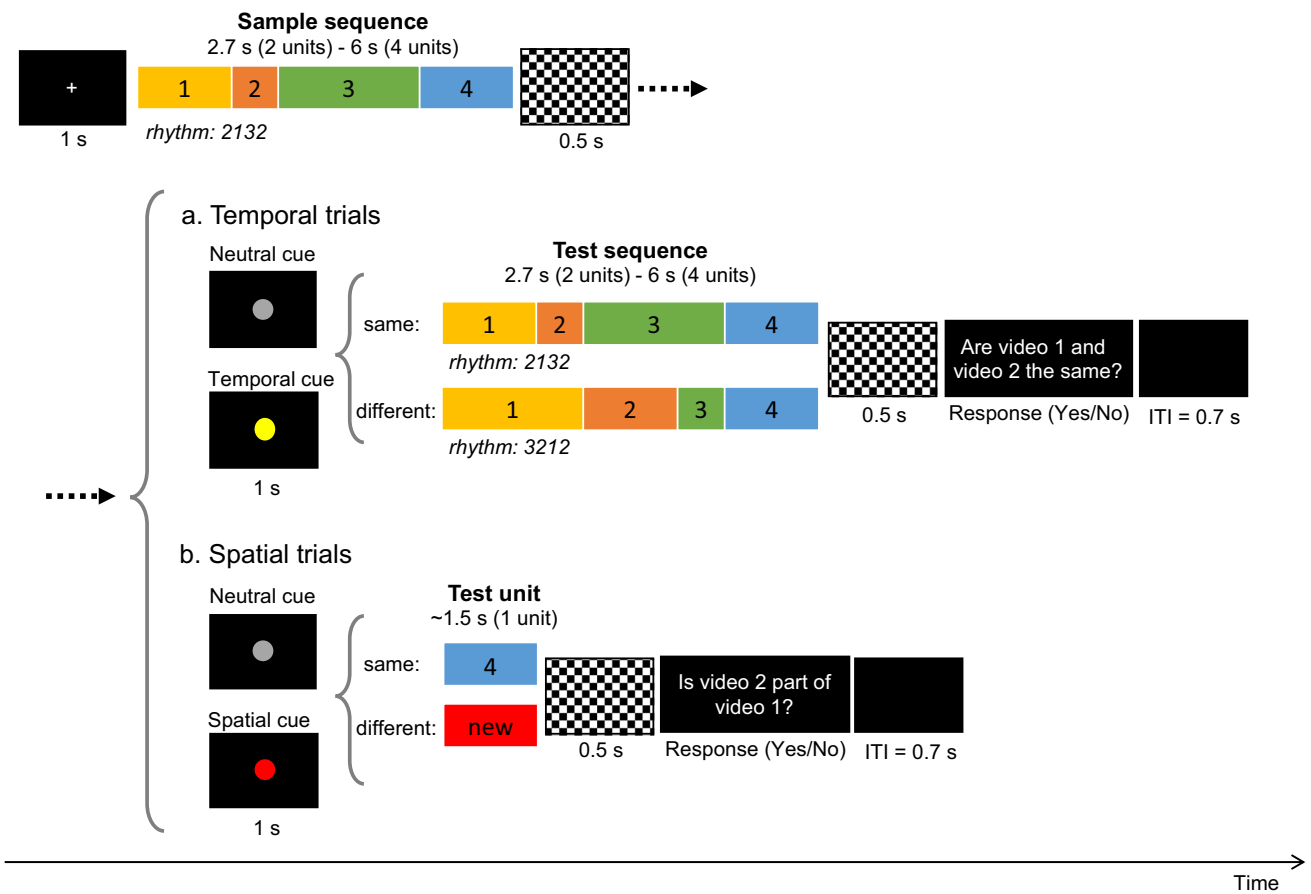 Sample sequence
2.7 s (2 units) - 6 s (4 units)
+
1 2 3 4
1 s
rhythm: 2132
0.5 s
a. Temporal trials
Neutral cue
Temporal cue
1 s
Test sequence
2.7 s (2 units) - 6 s (4 units)
same:
1 2 3 4
rhythm: 2132
different:
1 2 3 4
rhythm: 3212
0.5 s
Are video 1 and
video 2 the same?
Response (Yes/No)
ITI = 0.7 s
b. Spatial trials
Neutral cue
Spatial cue
1 s
Test unit
~1.5 s (1 unit)
same:
4
different:
new
0.5 s
Is video 2 part of
video 1?
Response (Yes/No)
ITI = 0.7 s
Time